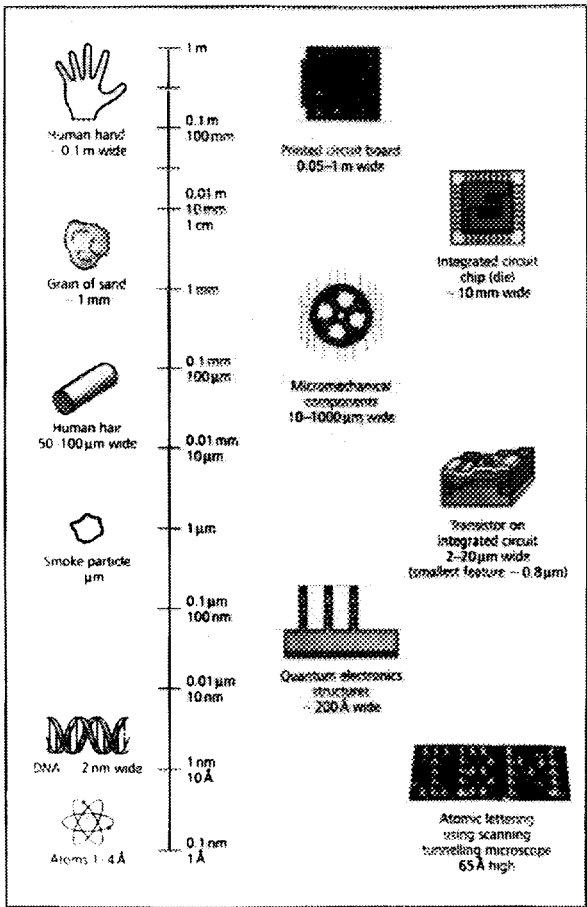 1 m
Human hand
~ 0.1 m wide
0.1 m
100 mm
Printed circuit board
0.05–1 m wide
0.01 m
10 mm
1 cm
Integrated circuit
chip (die)
~ 10 mm wide
Grain of sand
~ 1 mm
1 mm
0.1 mm
100 µm
Micromechanical
components
10–1000 µm wide
Human hair
50–100 µm wide
0.01 mm
10 µm
1 µm
Transistor on
integrated circuit
2–20 µm wide
(smallest feature ~ 0.8 µm)
Smoke particle
µm
0.1 µm
100 nm
Quantum electronics
structures
~ 200 Å wide
0.01 µm
10 nm
DNA 2 nm wide
1 nm
10 Å
Atomic lettering
using scanning
tunnelling microscope
65 Å high
Atoms 1–4 Å
0.1 nm
1 Å